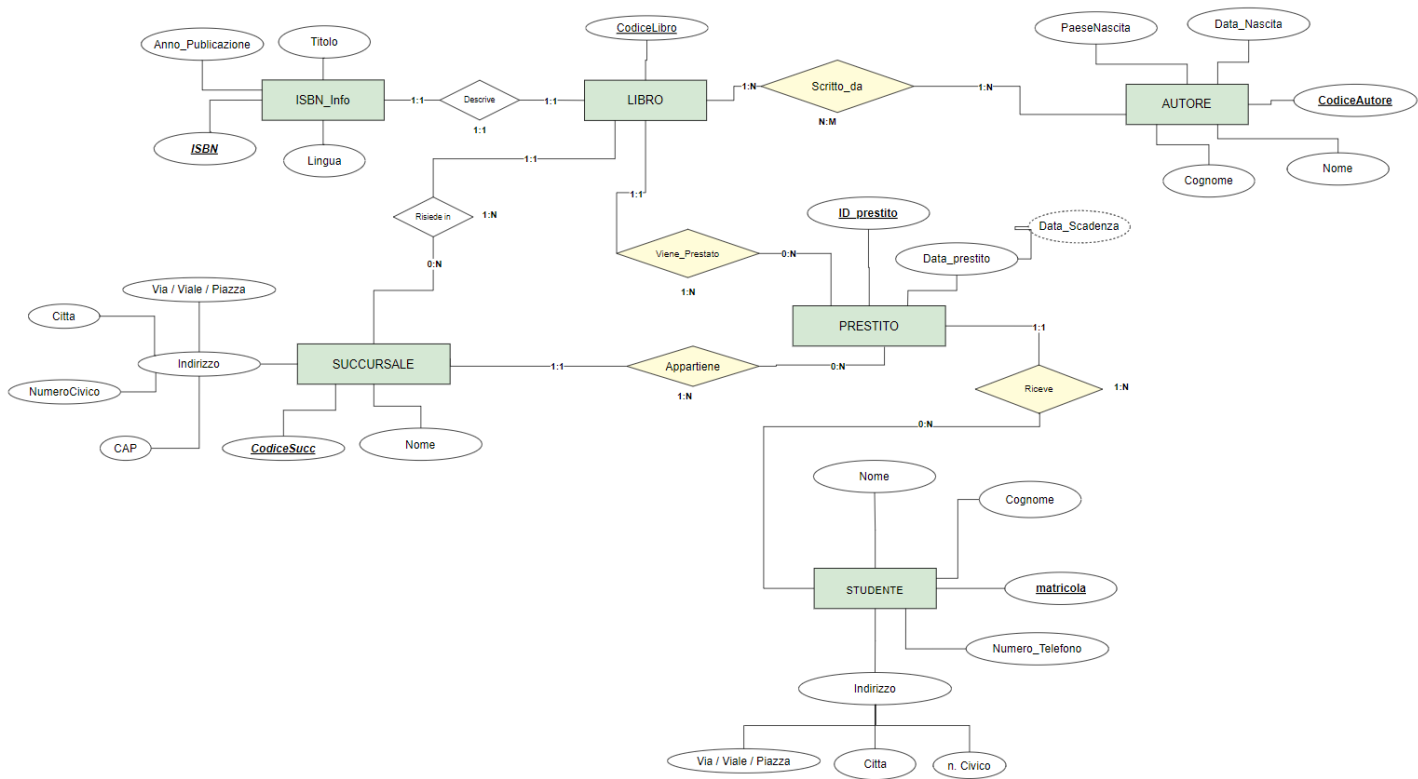 CodiceLibro
PaeseNascita
Data_Nascita
Anno_Publicazione
Titolo
ISBN_Info
1:1
Descrive
1:1
1:1
LIBRO
1:N
Scritto_da
N:M
1:N
AUTORE
CodiceAutore
ISBN
Lingua
Cognome
Nome
1:1
1:1
Risiede in
1:N
ID_prestito
Data_Scadenza
Viene_Prestato
0:N
1:N
Data_prestito
0:N
Via / Viale / Piazza
Citta
PRESTITO
1:1
Indirizzo
SUCCURSALE
1:1
Appartiene
0:N
1:N
NumeroCivico
Riceve
1:N
CAP
CodiceSucc
Nome
0:N
Nome
Cognome
STUDENTE
matricola
Numero_Telefono
Indirizzo
Via / Viale / Piazza
Citta
n. Civico